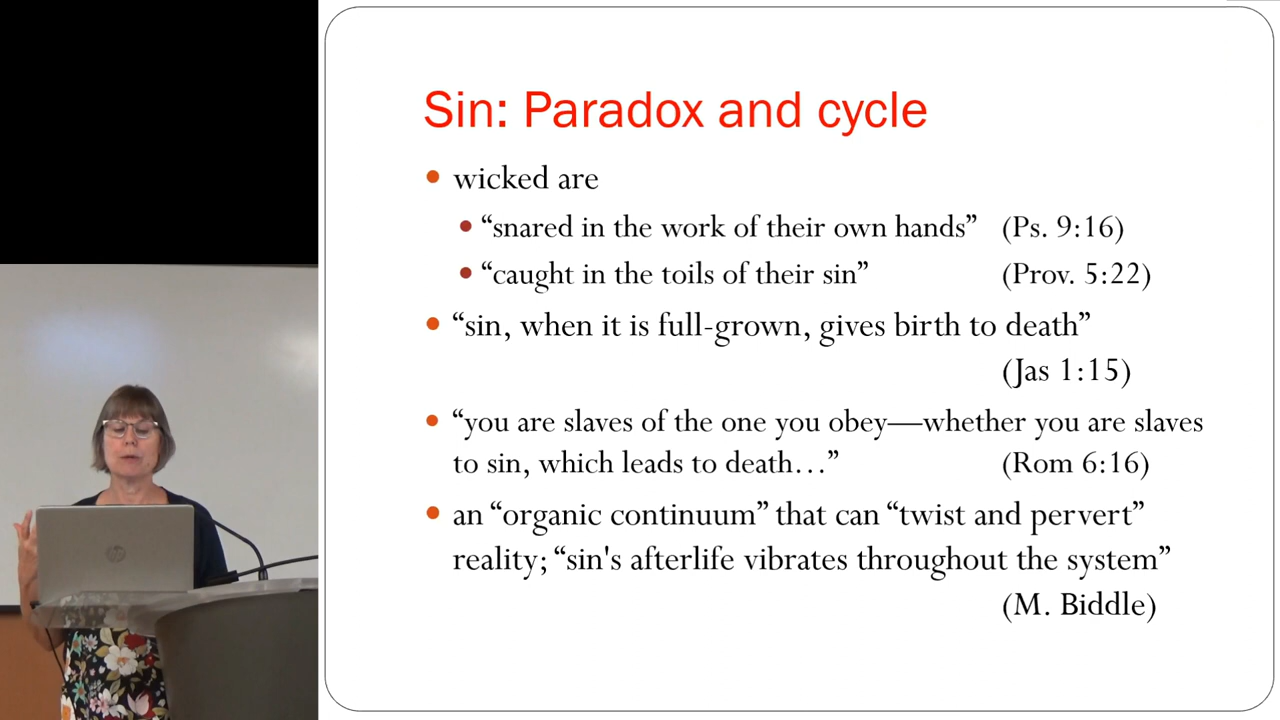 Sin: Paradox and cycle
wicked are
“snared in the work of their own hands” (Ps. 9:16)
“caught in the toils of their sin” (Prov. 5:22)
“sin, when it is full-grown, gives birth to death”
(Jas 1:15)
“you are slaves of the one you obey—whether you are slaves
to sin, which leads to death…” (Rom 6:16)
an “organic continuum” that can “twist and pervert”
reality; “sin's afterlife vibrates throughout the system”
(M. Biddle)
hp